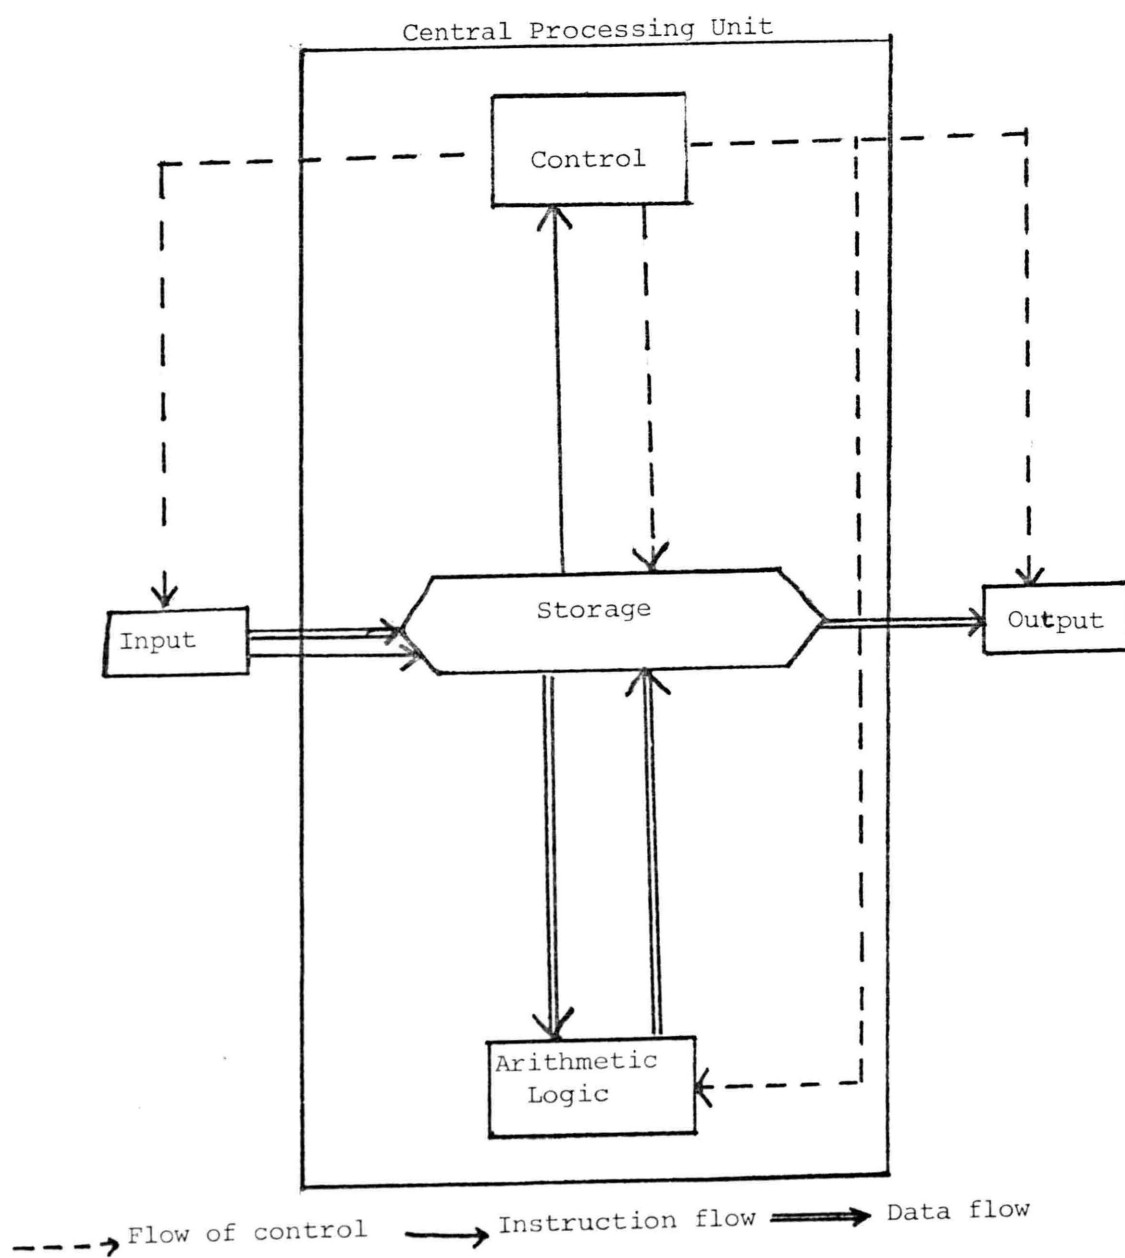 Central Processing Unit
Control
Storage
Input
Output
Arithmetic
Logic
Flow of control
Instruction flow
Data flow